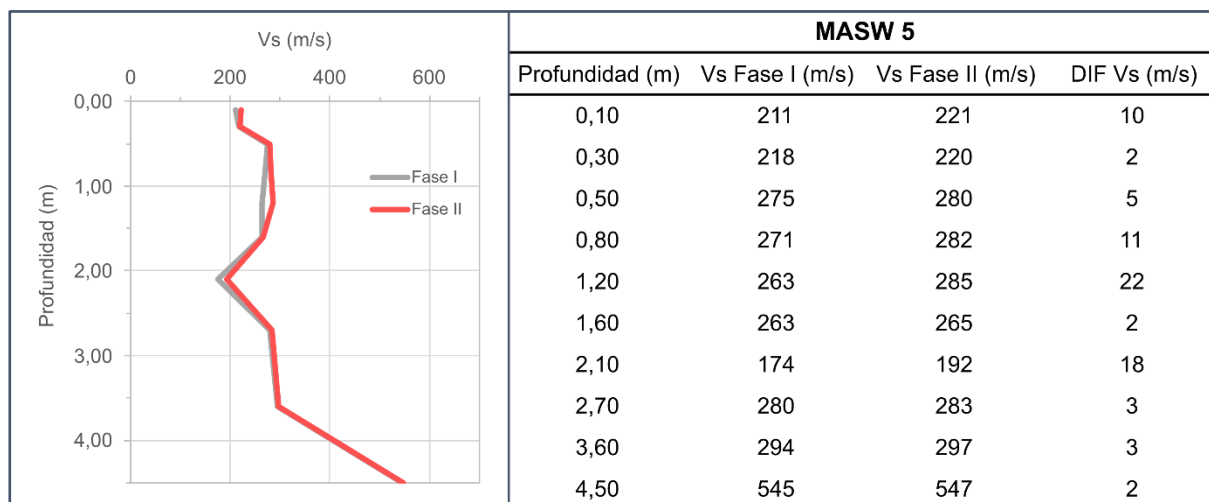 Vs (m/s)
0 200 400 600
0,00
1,00
2,00
3,00
4,00
Profundidad (m)
Fase I
Fase II
MASW 5
Profundidad (m) Vs Fase I (m/s) Vs Fase II (m/s) DIF Vs (m/s)
0,10 211 221 10
0,30 218 220 2
0,50 275 280 5
0,80 271 282 11
1,20 263 285 22
1,60 263 265 2
2,10 174 192 18
2,70 280 283 3
3,60 294 297 3
4,50 545 547 2